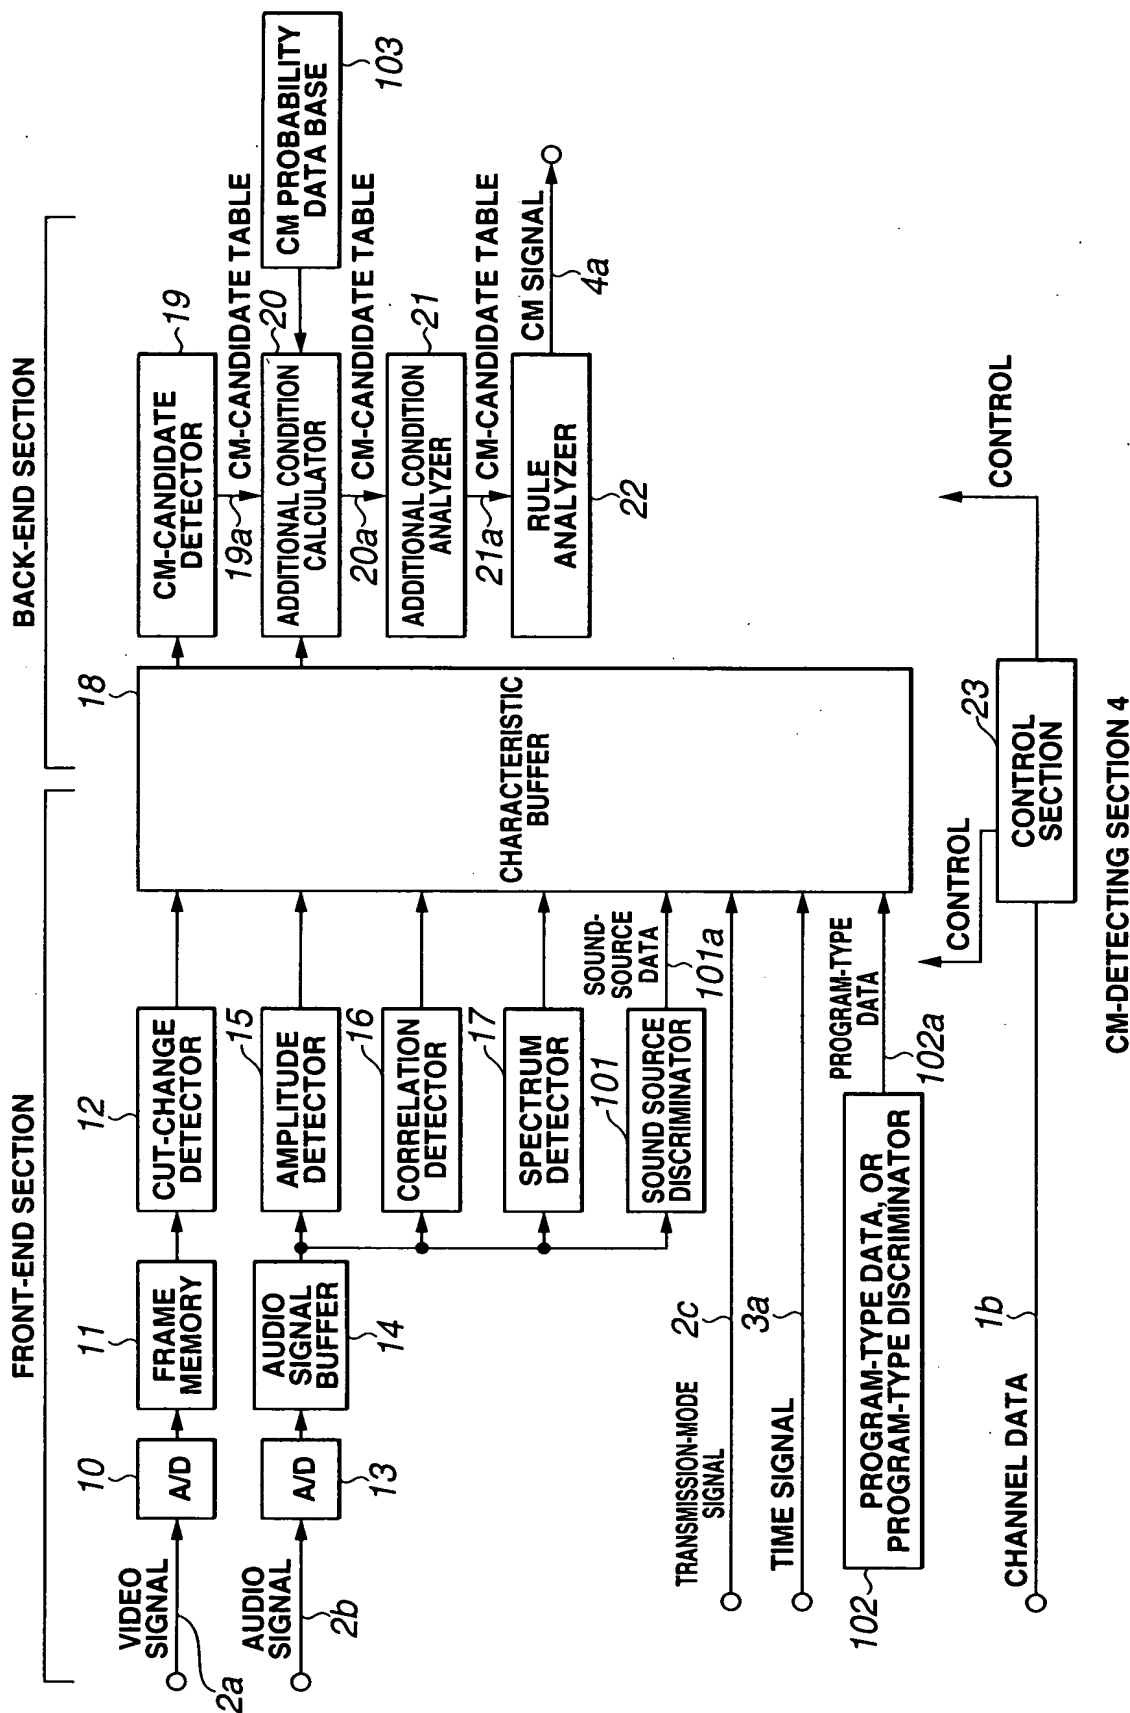 FRONT-END SECTION
BACK-END SECTION
VIDEO
SIGNAL
2a
10
A/D
11
FRAME
MEMORY
12
CUT-CHANGE
DETECTOR
AUDIO
SIGNAL
2b
13
A/D
AUDIO
SIGNAL
BUFFER
14
15
AMPLITUDE
DETECTOR
16
CORRELATION
DETECTOR
17
SPECTRUM
DETECTOR
101
SOUND SOURCE
DISCRIMINATOR
SOUND-
SOURCE
DATA
101a
TRANSMISSION-MODE
SIGNAL
2c
TIME SIGNAL
3a
102
PROGRAM-TYPE DATA, OR
PROGRAM-TYPE DISCRIMINATOR
PROGRAM-TYPE
DATA
102a
18
CHARACTERISTIC
BUFFER
19
CM-CANDIDATE
DETECTOR
19a
CM-CANDIDATE TABLE
20
ADDITIONAL CONDITION
CALCULATOR
CM PROBABILITY
DATA BASE
103
20a
CM-CANDIDATE TABLE
21
ADDITIONAL CONDITION
ANALYZER
21a
CM-CANDIDATE TABLE
RULE
ANALYZER
22
CM SIGNAL
4a
CHANNEL DATA
1b
CONTROL
23
CONTROL
SECTION
CONTROL
CM-DETECTING SECTION 4